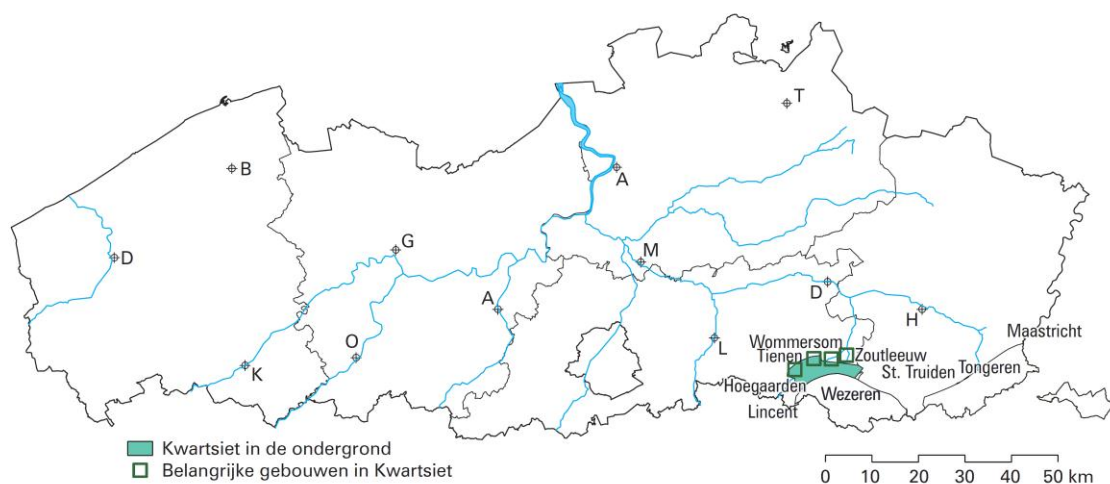 T
B
A
G
D
M
A
D
H
O
K
L
Maastricht
Wommersom
Tienen
Zoutleeuw
St. Truiden
Tongeren
Hoegaarden
Wezeren
Lincent
Kwartsiet in de ondergrond
Belangrijke gebouwen in Kwartsiet
0 10 20 30 40 50 km